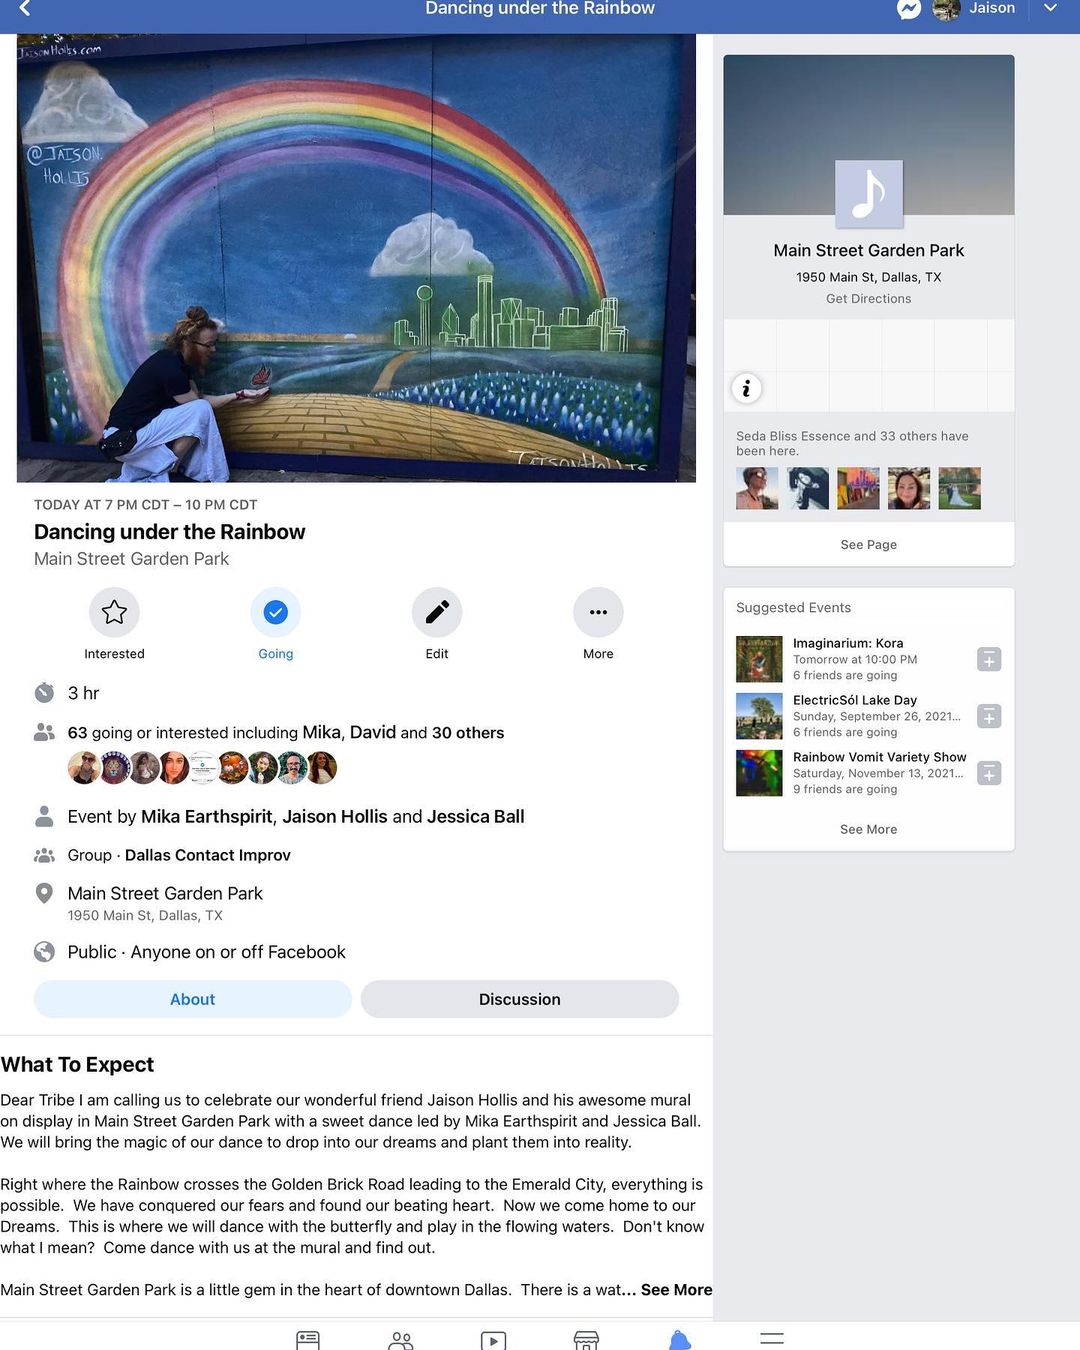 Dancing under the Rainbow
Jaison
JaisonHollis.com
@JAISON.
HOLLIS
JAISONHOLLIS
TODAY AT 7 PM CDT – 10 PM CDT
Dancing under the Rainbow
Main Street Garden Park
Interested
Going
Edit
More
3 hr
63 going or interested including Mika, David and 30 others
Event by Mika Earthspirit, Jaison Hollis and Jessica Ball
Group · Dallas Contact Improv
Main Street Garden Park
1950 Main St, Dallas, TX
Public · Anyone on or off Facebook
About
Discussion
What To Expect
Dear Tribe I am calling us to celebrate our wonderful friend Jaison Hollis and his awesome mural
on display in Main Street Garden Park with a sweet dance led by Mika Earthspirit and Jessica Ball.
We will bring the magic of our dance to drop into our dreams and plant them into reality.
Right where the Rainbow crosses the Golden Brick Road leading to the Emerald City, everything is
possible.  We have conquered our fears and found our beating heart.  Now we come home to our
Dreams.  This is where we will dance with the butterfly and play in the flowing waters.  Don't know
what I mean?  Come dance with us at the mural and find out.
Main Street Garden Park is a little gem in the heart of downtown Dallas.  There is a wat... See More
Main Street Garden Park
1950 Main St, Dallas, TX
Get Directions
i
Seda Bliss Essence and 33 others have
been here.
See Page
Suggested Events
Imaginarium: Kora
Tomorrow at 10:00 PM
6 friends are going
ElectricSól Lake Day
Sunday, September 26, 2021...
6 friends are going
Rainbow Vomit Variety Show
Saturday, November 13, 2021...
9 friends are going
See More